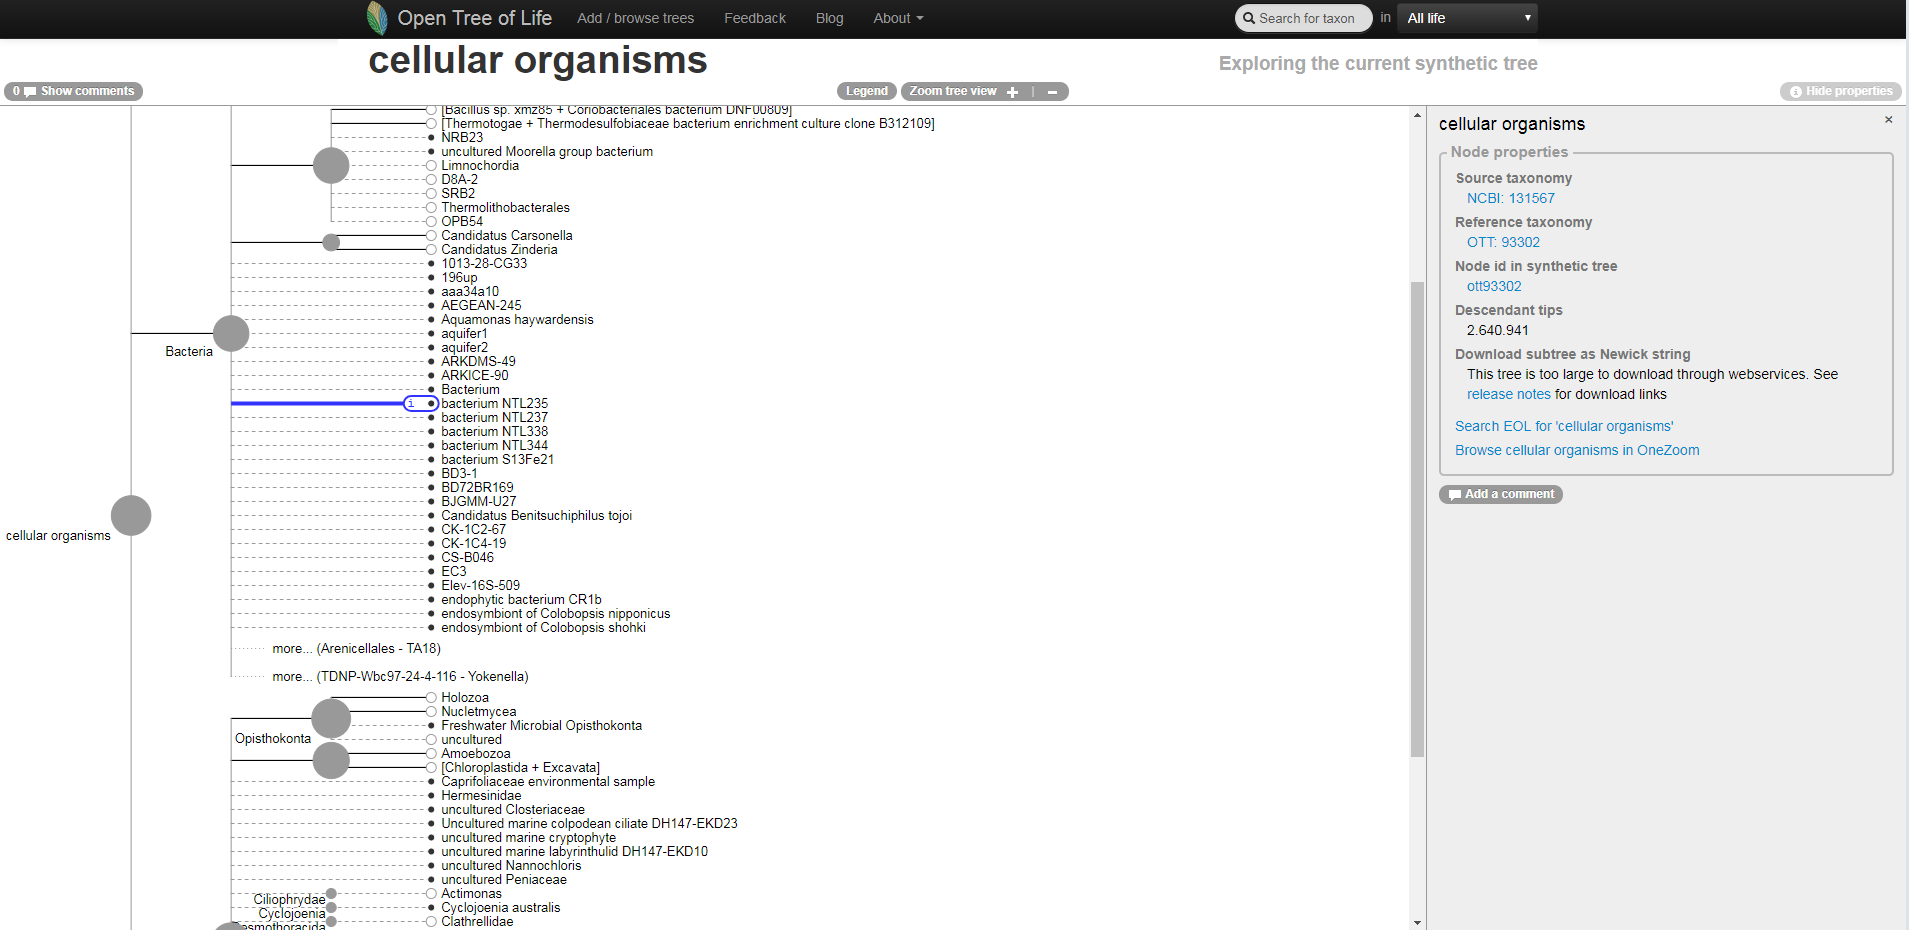 Open Tree of Life Add / browse trees Feedback Blog About Search for taxon in All life
cellular organisms
Exploring the current synthetic tree
0 Show comments Legend Zoom tree view + | − Hide properties
[Bacillus sp. xmz85 + Coriobacteriales bacterium DNF00809]
[Thermotogae + Thermodesulfobiaceae bacterium enrichment culture clone B312109]
NRB23
uncultured Moorella group bacterium
Limnochordia
D8A-2
SRB2
Thermolithobacterales
OPB54
Candidatus Carsonella
Candidatus Zinderia
1013-28-CG33
196up
aaa34a10
AEGEAN-245
Aquamonas haywardensis
aquifer1
aquifer2
Bacteria
ARKDMS-49
ARKICE-90
Bacterium
i bacterium NTL235
bacterium NTL237
bacterium NTL338
bacterium NTL344
bacterium S13Fe21
BD3-1
BD72BR169
BJGMM-U27
Candidatus Benitsuchiphilus tojoi
CK-1C2-67
cellular organisms
CK-1C4-19
CS-B046
EC3
Elev-16S-509
endophytic bacterium CR1b
endosymbiont of Colobopsis nipponicus
endosymbiont of Colobopsis shohki
more... (Arenicellales - TA18)
more... (TDNP-Wbc97-24-4-116 - Yokenella)
Holozoa
Nucletmycea
Freshwater Microbial Opisthokonta
Opisthokonta
uncultured
Amoebozoa
[Chloroplastida + Excavata]
Caprifoliaceae environmental sample
Hermesinidae
uncultured Closteriaceae
Uncultured marine colpodean ciliate DH147-EKD23
uncultured marine cryptophyte
uncultured marine labyrinthulid DH147-EKD10
uncultured Nannochloris
uncultured Peniaceae
Actimonas
Ciliophrydae
Cyclojoenia australis
Cyclojoenia
Clathrellidae
esmothoracida
cellular organisms ×
Node properties
Source taxonomy
NCBI: 131567
Reference taxonomy
OTT: 93302
Node id in synthetic tree
ott93302
Descendant tips
2.640.941
Download subtree as Newick string
This tree is too large to download through webservices. See
release notes for download links
Search EOL for 'cellular organisms'
Browse cellular organisms in OneZoom
Add a comment